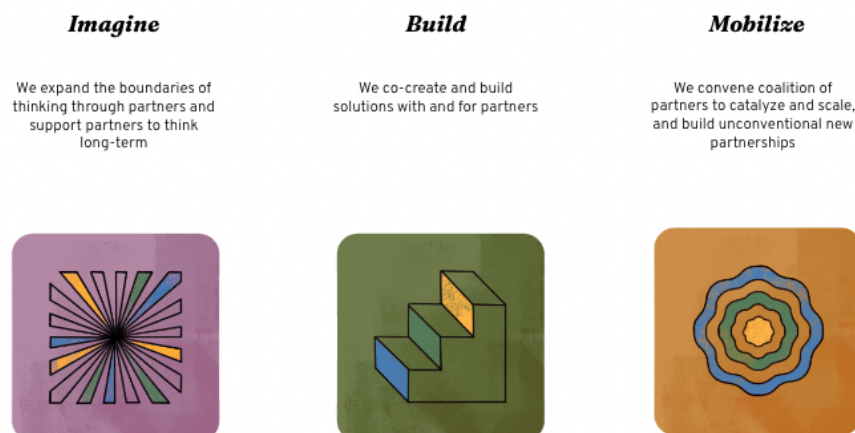 Imagine
We expand the boundaries of
thinking through partners and
support partners to think
long-term
Build
We co-create and build
solutions with and for partners
Mobilize
We convene coalition of
partners to catalyze and scale,
and build unconventional new
partnerships